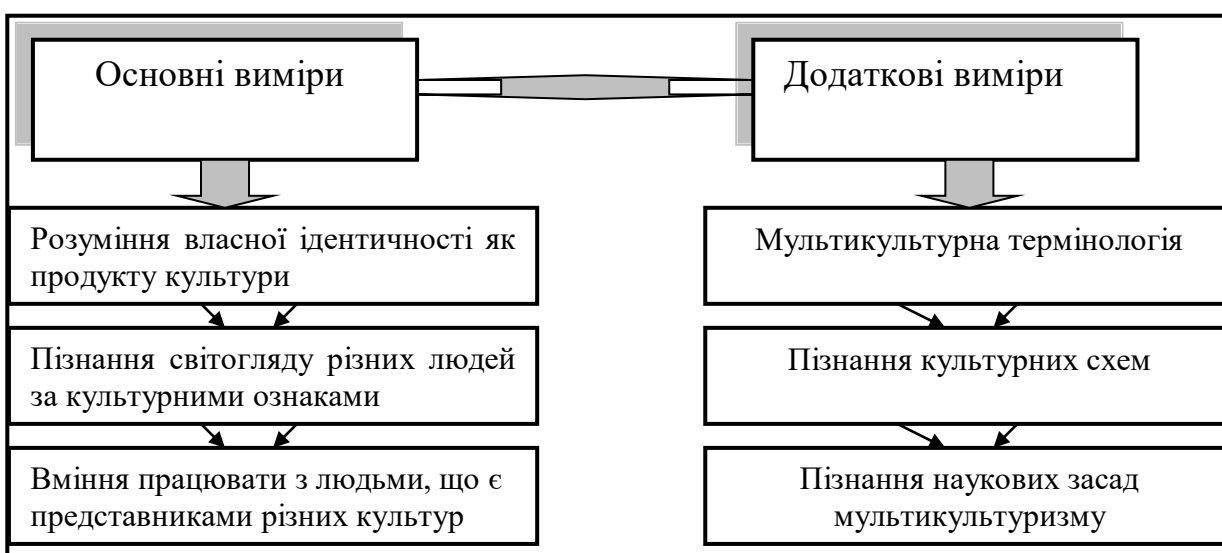 Основні виміри
Додаткові виміри
Розуміння власної ідентичності як
продукту культури
Пізнання світогляду різних людей
за культурними ознаками
Вміння працювати з людьми, що є
представниками різних культур
Мультикультурна термінологія
Пізнання культурних схем
Пізнання наукових засад
мультикультуризму